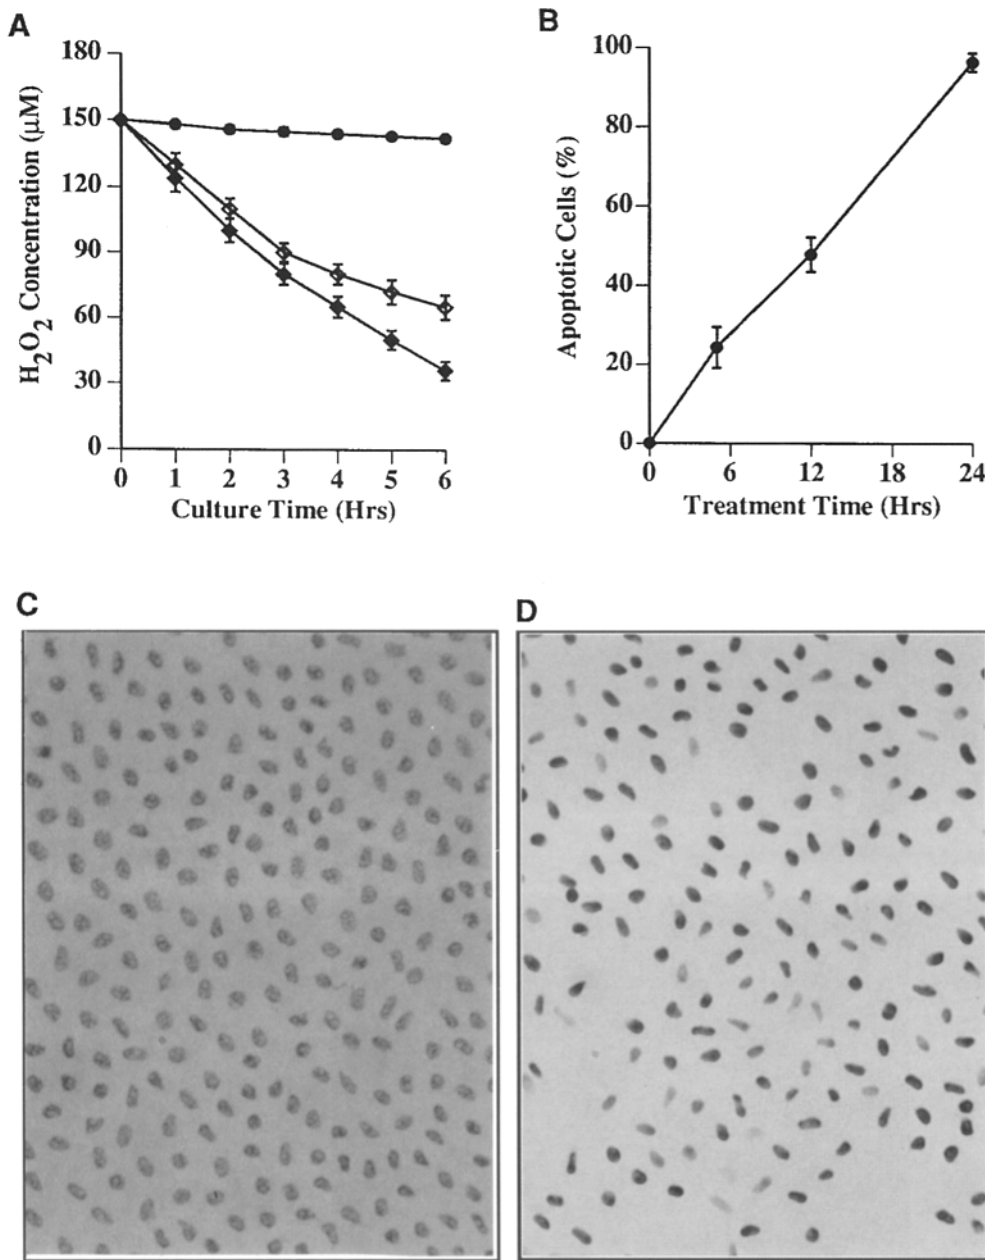 A
180
150
120
90
60
30
0
H2O2 Concentration (μM)
0 1 2 3 4 5 6
Culture Time (Hrs)
B
100
80
60
40
20
0
Apoptotic Cells (%)
0 6 12 18 24
Treatment Time (Hrs)
C
D